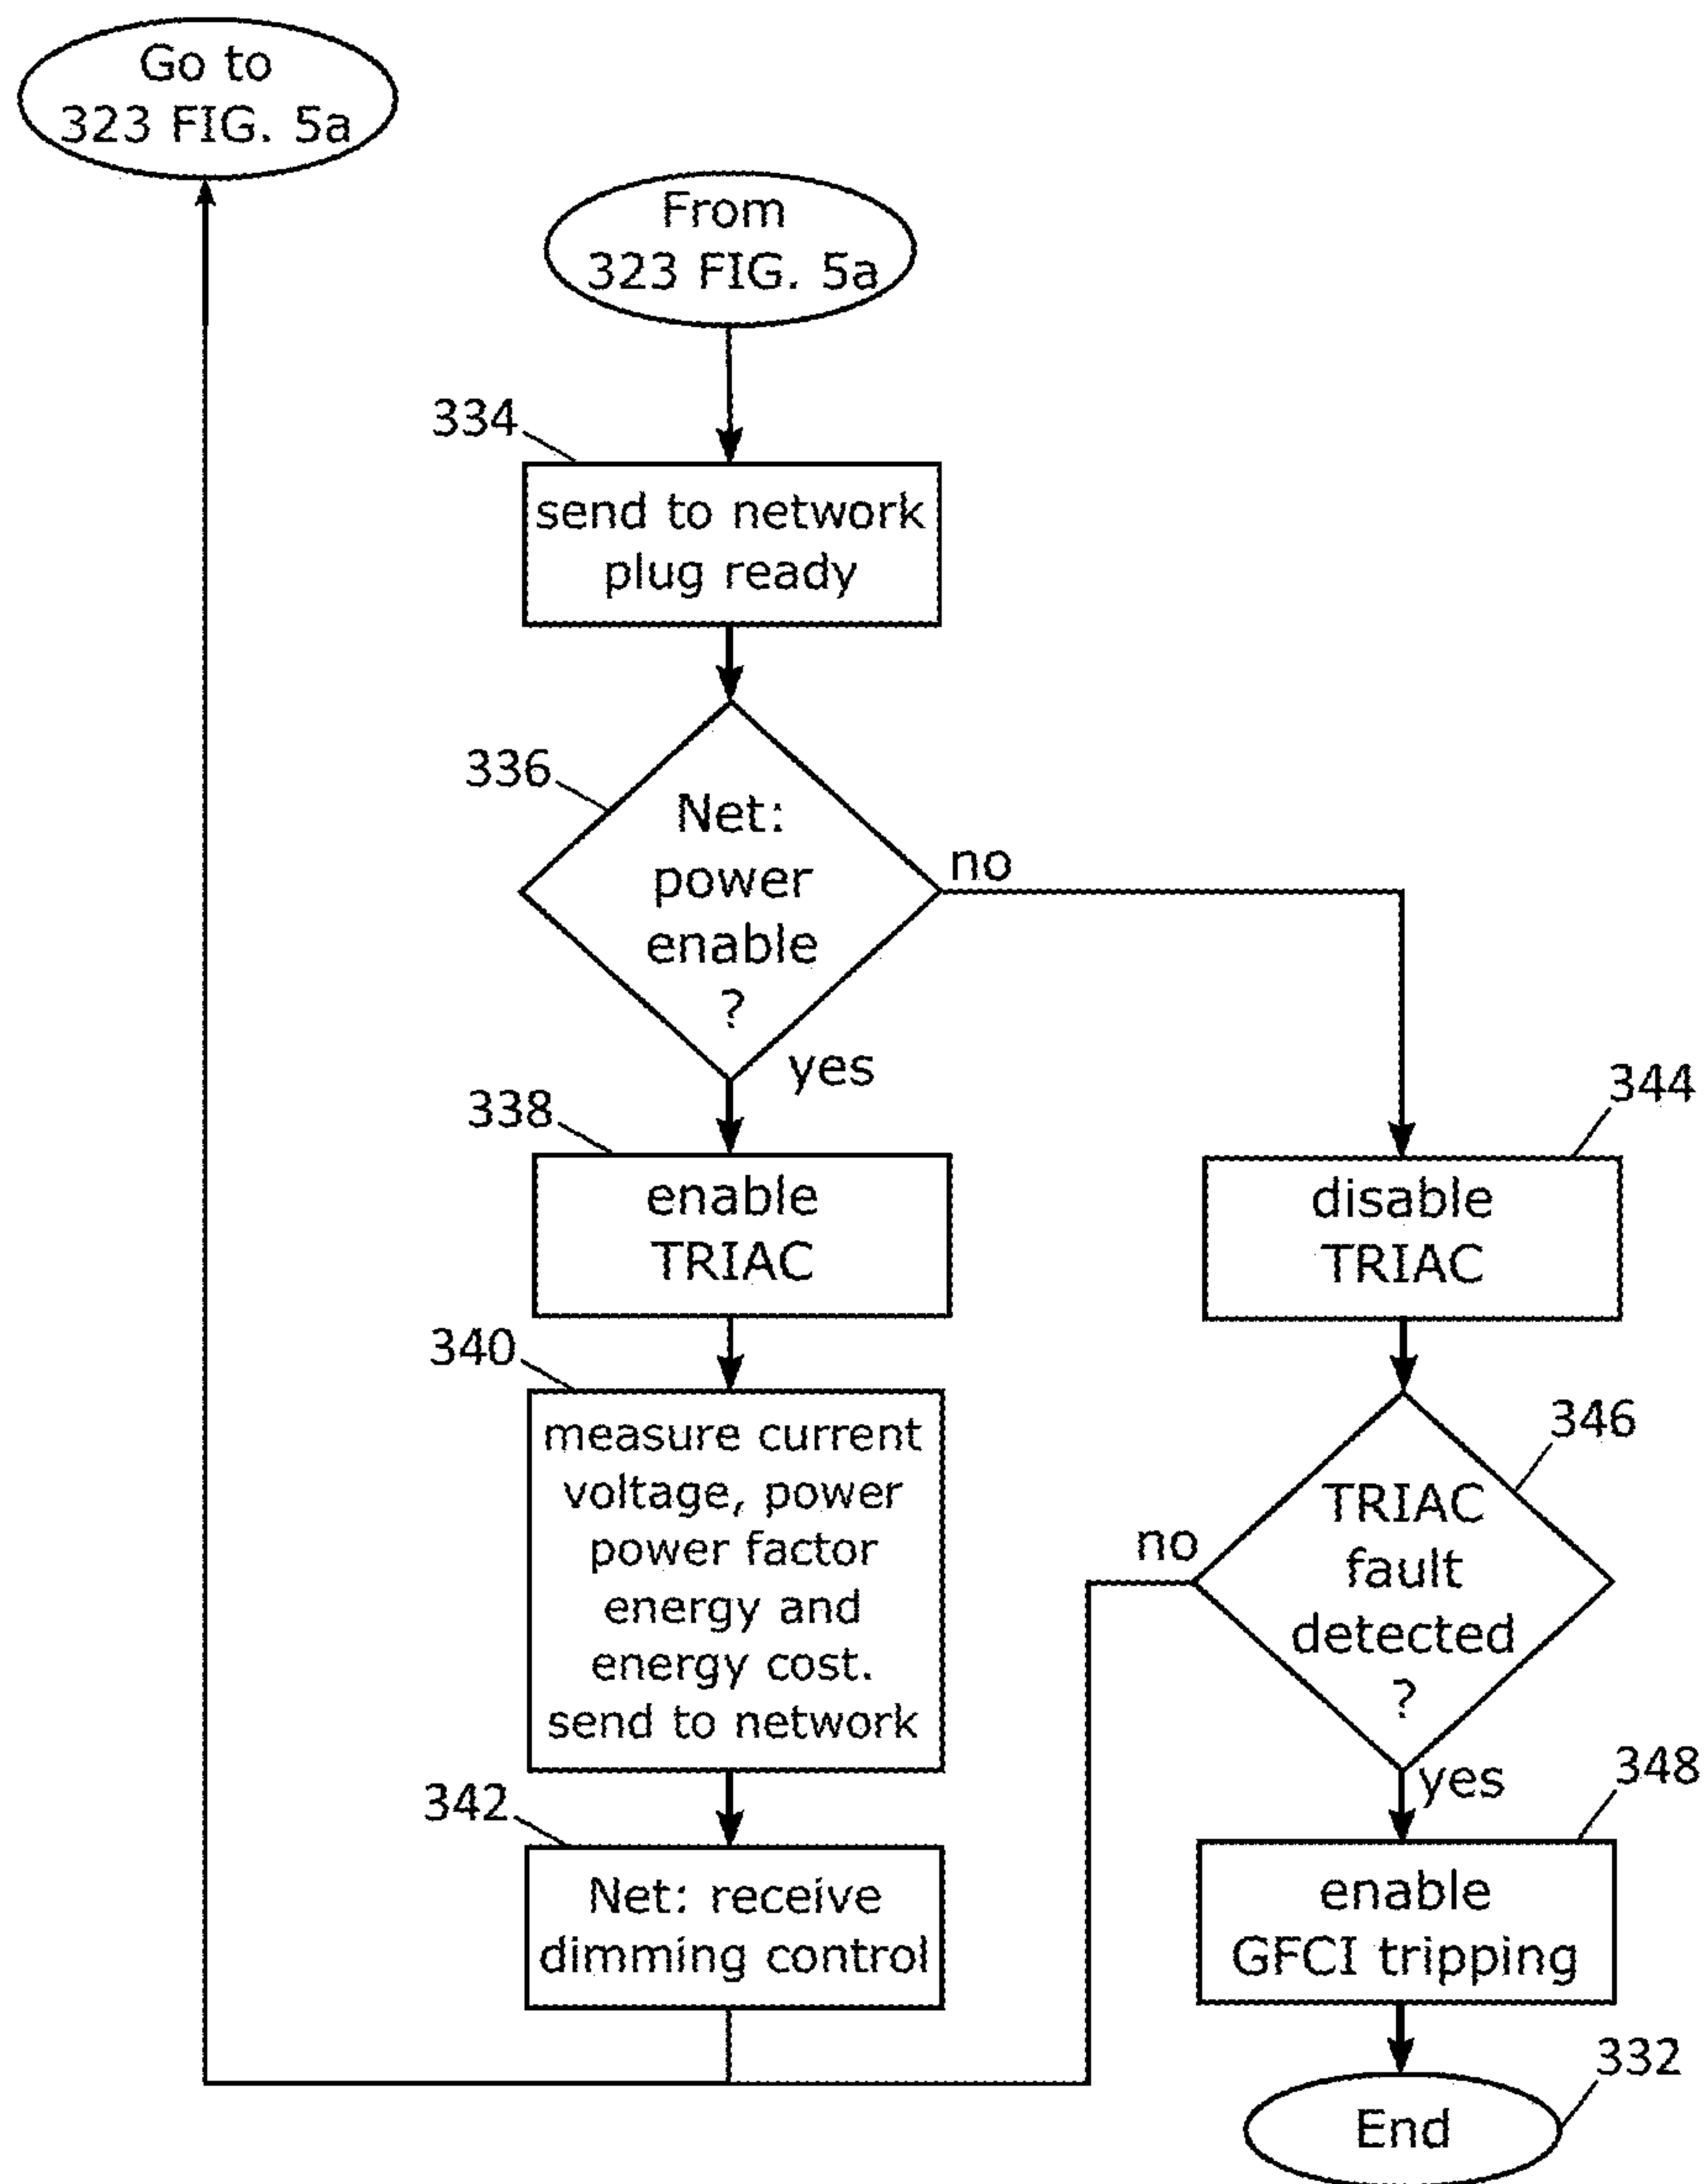 Go to
323 FIG. 5a
From
323 FIG. 5a
334
send to network
plug ready
336
Net:
power
enable
?
no
yes
338
enable
TRIAC
344
disable
TRIAC
340
measure current
voltage, power
power factor
energy and
energy cost.
send to network
346
TRIAC
fault
detected
?
no
yes
342
Net: receive
dimming control
348
enable
GFCI tripping
332
End